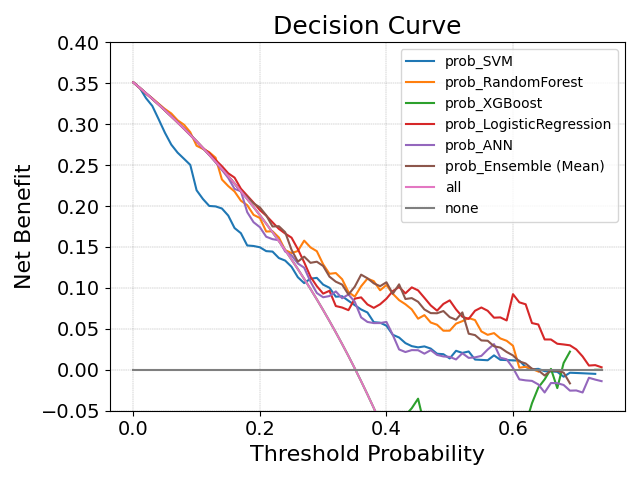 Decision Curve
Net Benefit
0.40
0.35
0.30
0.25
0.20
0.15
0.10
0.05
0.00
−0.05
prob_SVM
prob_RandomForest
prob_XGBoost
prob_LogisticRegression
prob_ANN
prob_Ensemble (Mean)
all
none
0.0 0.2 0.4 0.6
Threshold Probability